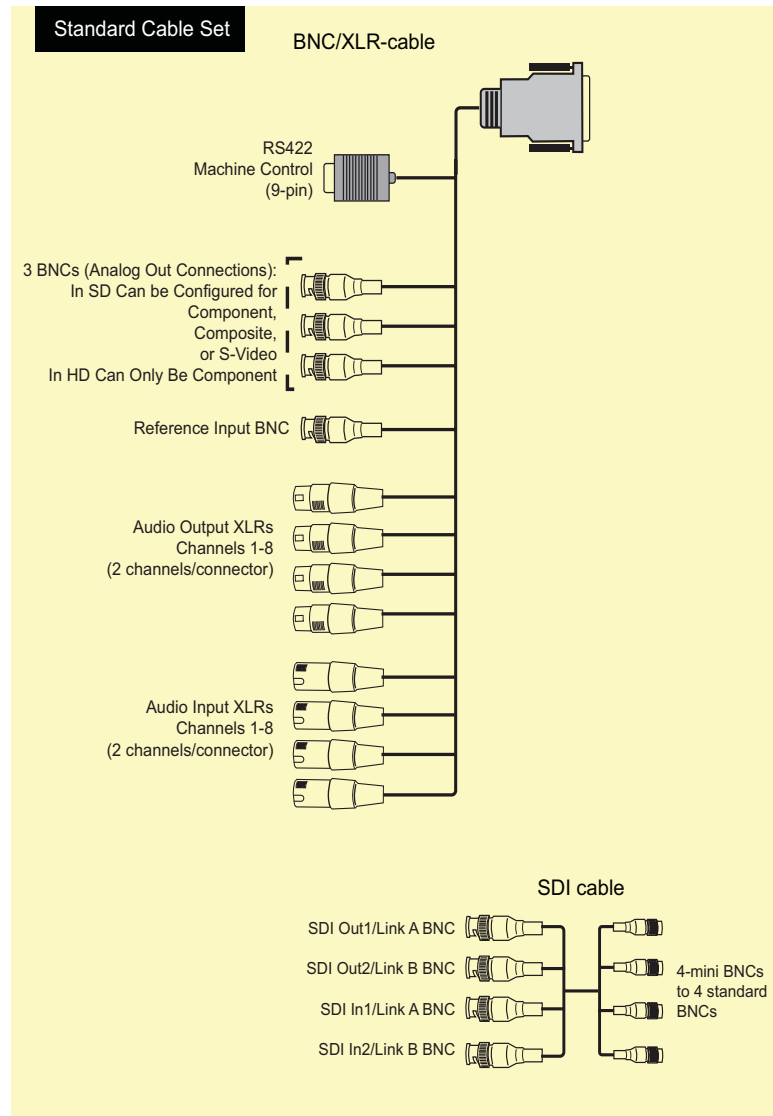 Standard Cable Set
BNC/XLR-cable
RS422
Machine Control
(9-pin)
3 BNCs (Analog Out Connections):
In SD Can be Configured for
Component,
Composite,
or S-Video
In HD Can Only Be Component
Reference Input BNC
Audio Output XLRs
Channels 1-8
(2 channels/connector)
Audio Input XLRs
Channels 1-8
(2 channels/connector)
SDI cable
SDI Out1/Link A BNC
SDI Out2/Link B BNC
SDI In1/Link A BNC
SDI In2/Link B BNC
4-mini BNCs
to 4 standard
BNCs